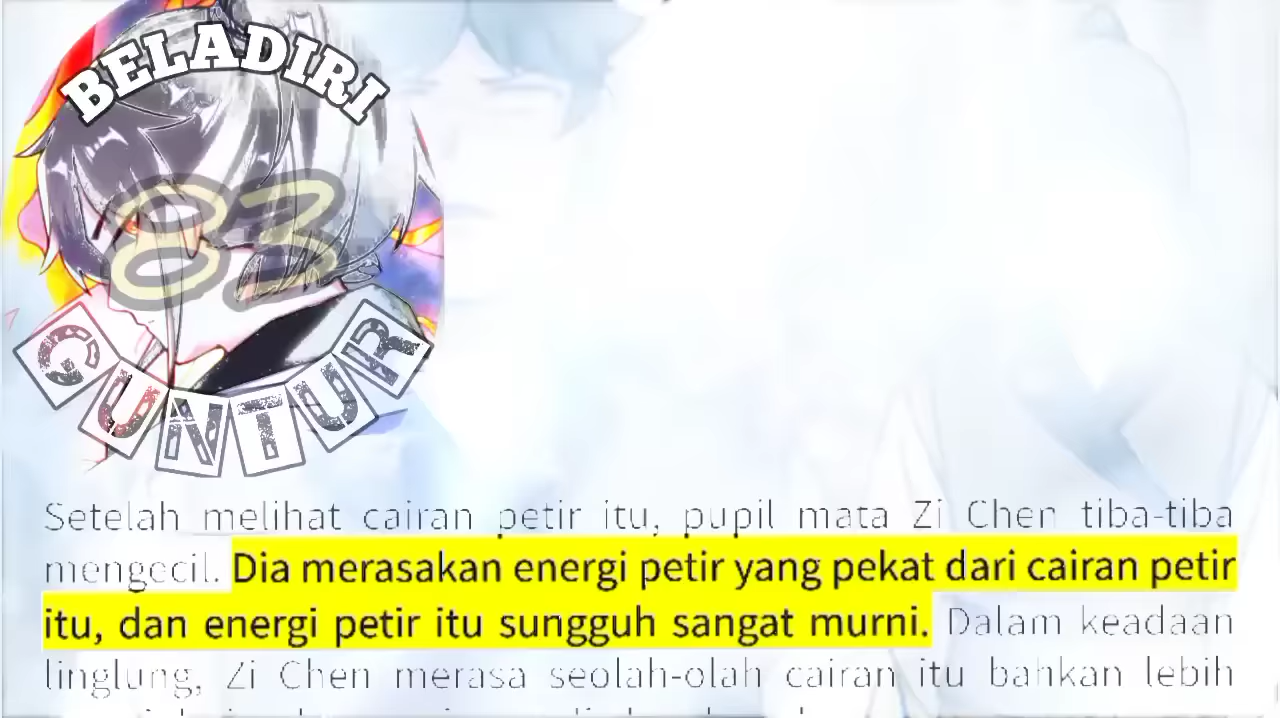 BELADIRI
83
GUNTUR
Setelah melihat cairan petir itu, pupil mata Zi Chen tiba-tiba
mengecil. Dia merasakan energi petir yang pekat dari cairan petir
itu, dan energi petir itu sungguh sangat murni. Dalam keadaan
linglung, Zi Chen merasa seolah-olah cairan itu bahkan lebih